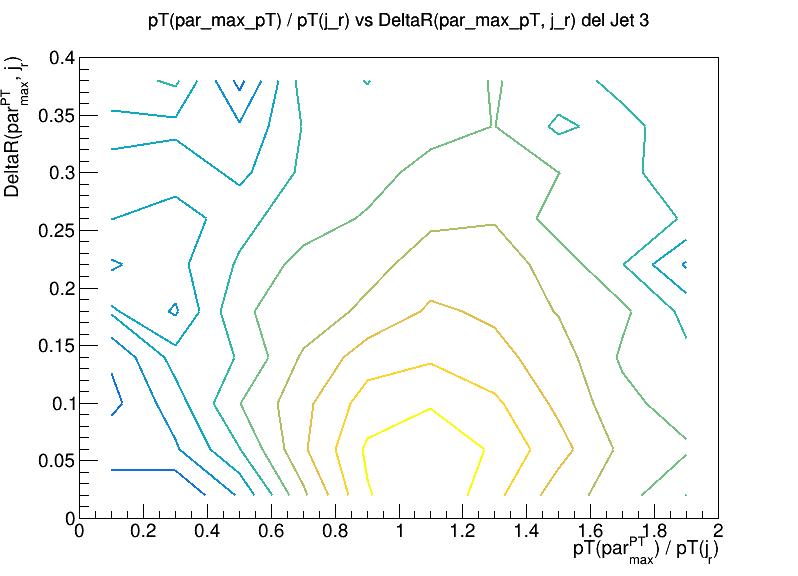 pT(par_max_pT) / pT(j_r) vs DeltaR(par_max_pT, j_r) del Jet 3
DeltaR(par^{PT}_{max}, j_r)
0.4
0.35
0.3
0.25
0.2
0.15
0.1
0.05
0
0 0.2 0.4 0.6 0.8 1 1.2 1.4 1.6 1.8 2
pT(par^{PT}_{max}) / pT(j_r)